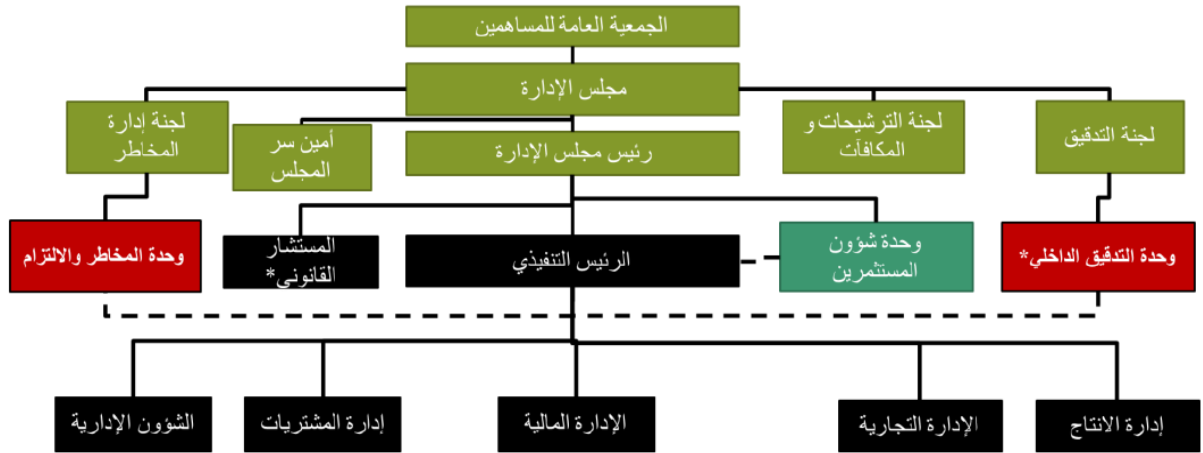 الجمعية العامة للمساهمين
مجلس الإدارة
لجنة التدقيق
لجنة الترشيحات و
المكافآت
رئيس مجلس الإدارة
أمين سر
المجلس
لجنة إدارة
المخاطر
وحدة التدقيق الداخلي*
وحدة شؤون
المستثمرين
الرئيس التنفيذي
المستشار
القانوني*
وحدة المخاطر والالتزام
إدارة الانتاج
الإدارة التجارية
الإدارة المالية
إدارة المشتريات
الشؤون الإدارية